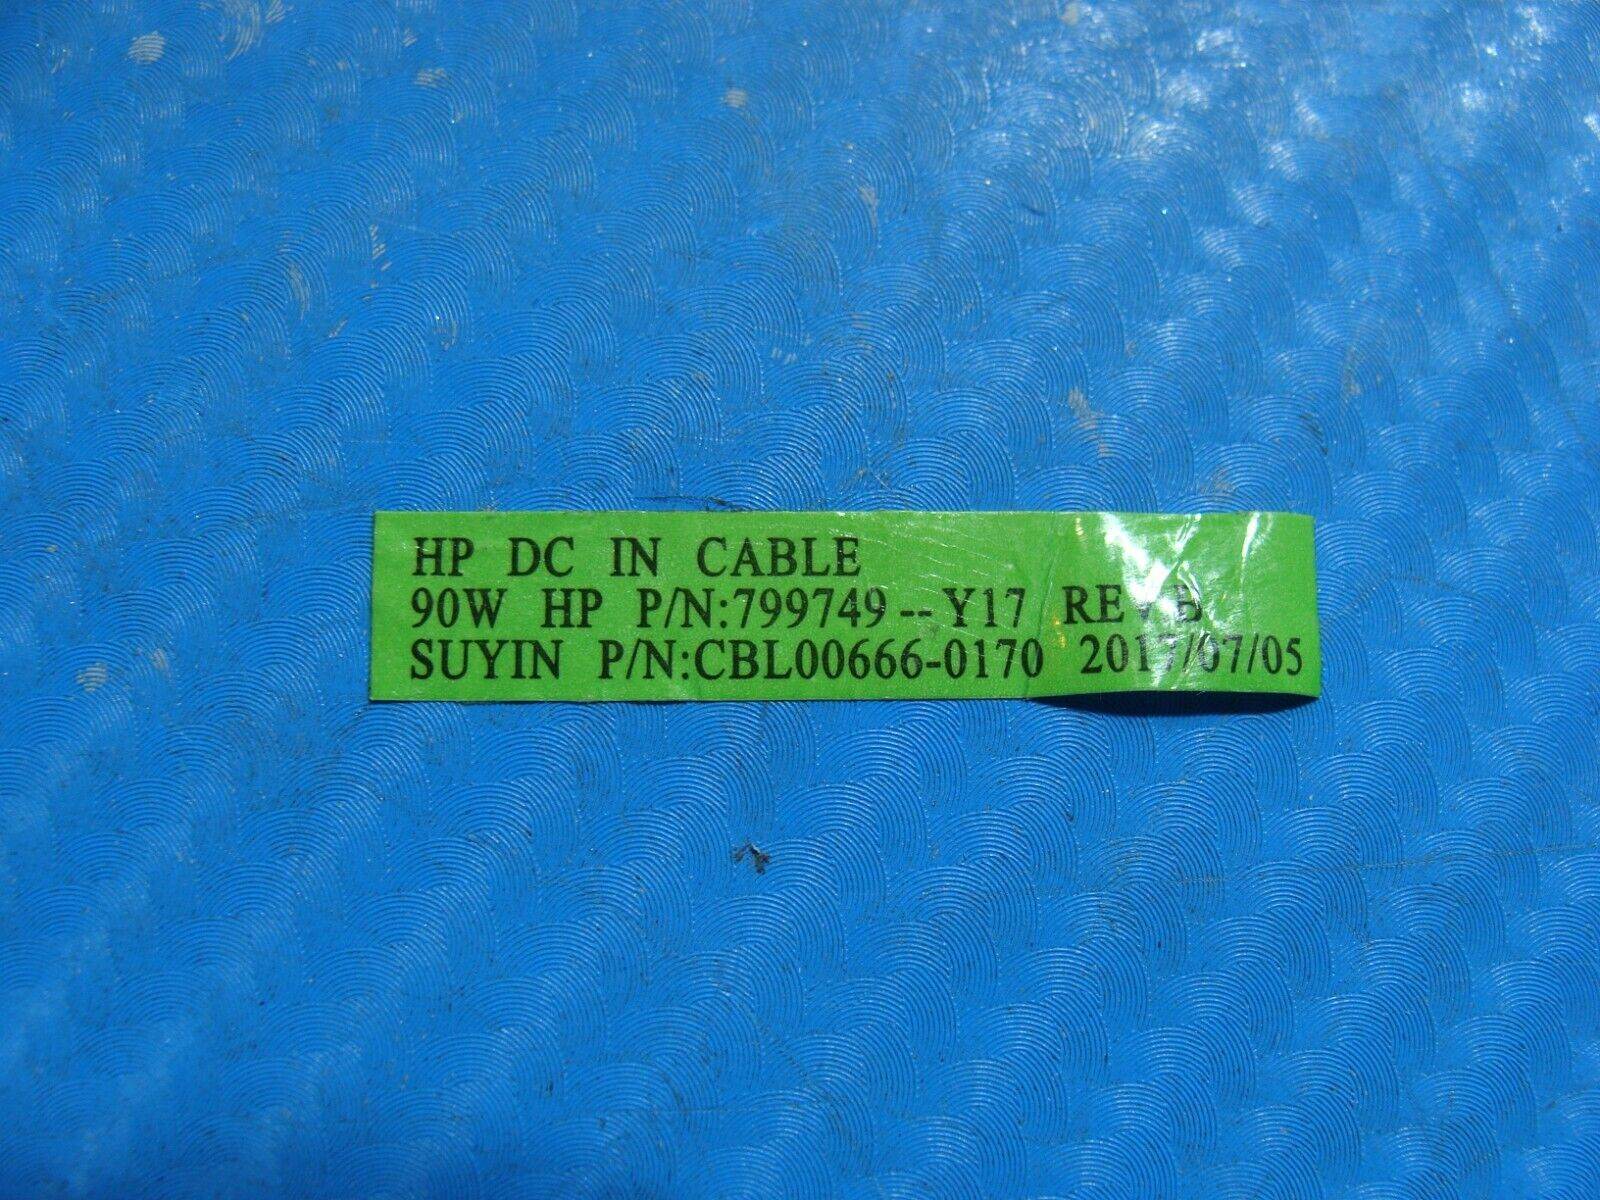 HP DC IN CABLE
90W HP P/N:799749--Y17 REV B
SUYIN P/N:CBL00666-0170 2017/07/05